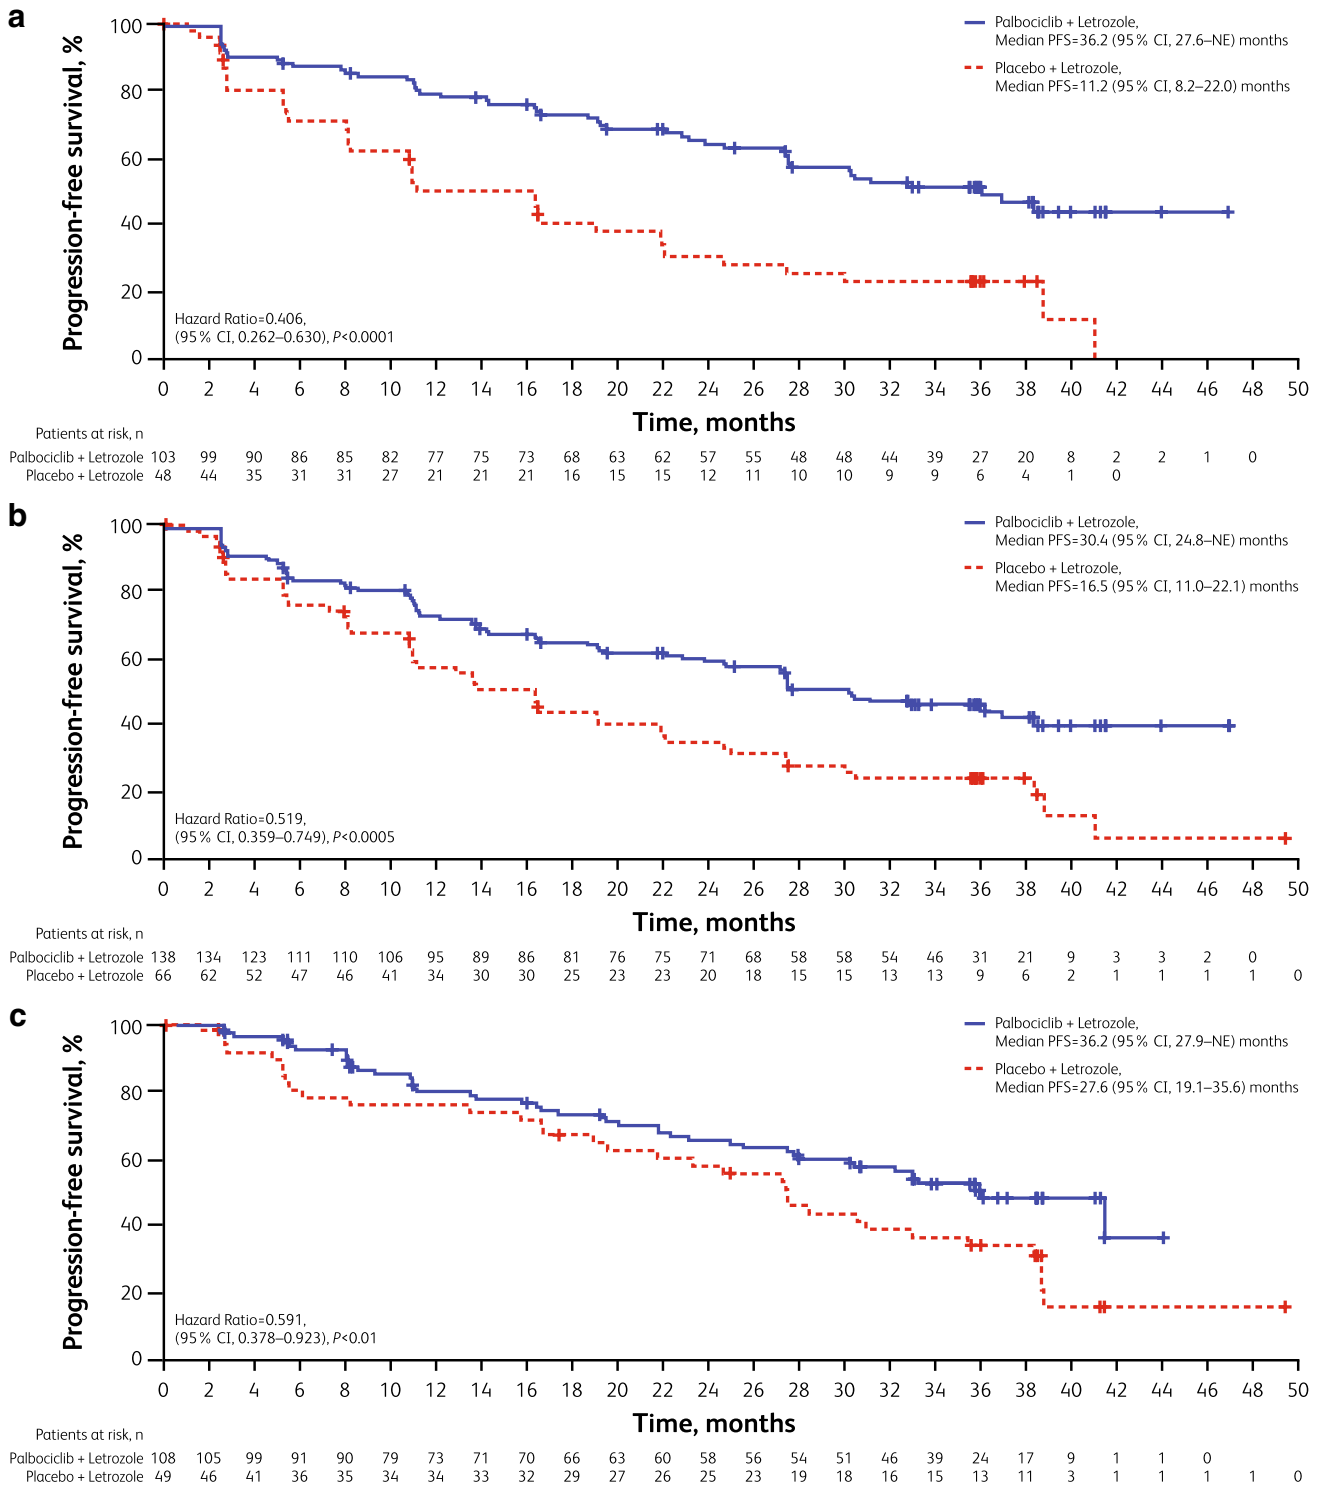 a
Progression-free survival, %
100
80
60
40
20
0
Palbociclib + Letrozole,
Median PFS=36.2 (95% CI, 27.6–NE) months
Placebo + Letrozole,
Median PFS=11.2 (95% CI, 8.2–22.0) months
Hazard Ratio=0.406,
(95% CI, 0.262–0.630), P<0.0001
0 2 4 6 8 10 12 14 16 18 20 22 24 26 28 30 32 34 36 38 40 42 44 46 48 50
Time, months
Patients at risk, n
Palbociclib + Letrozole 103 99 90 86 85 82 77 75 73 68 63 62 57 55 48 48 44 39 27 20 8 2 2 1 0
Placebo + Letrozole 48 44 35 31 31 27 21 21 21 16 15 15 12 11 10 10 9 9 6 4 1 0
b
Progression-free survival, %
100
80
60
40
20
0
Palbociclib + Letrozole,
Median PFS=30.4 (95% CI, 24.8–NE) months
Placebo + Letrozole,
Median PFS=16.5 (95% CI, 11.0–22.1) months
Hazard Ratio=0.519,
(95% CI, 0.359–0.749), P<0.0005
0 2 4 6 8 10 12 14 16 18 20 22 24 26 28 30 32 34 36 38 40 42 44 46 48 50
Time, months
Patients at risk, n
Palbociclib + Letrozole 138 134 123 111 110 106 95 89 86 81 76 75 71 68 58 58 54 46 31 21 9 3 3 2 0
Placebo + Letrozole 66 62 52 47 46 41 34 30 30 25 23 23 20 18 15 15 13 13 9 6 2 1 1 1 1 0
c
Progression-free survival, %
100
80
60
40
20
0
Palbociclib + Letrozole,
Median PFS=36.2 (95% CI, 27.9–NE) months
Placebo + Letrozole,
Median PFS=27.6 (95% CI, 19.1–35.6) months
Hazard Ratio=0.591,
(95% CI, 0.378–0.923), P<0.01
0 2 4 6 8 10 12 14 16 18 20 22 24 26 28 30 32 34 36 38 40 42 44 46 48 50
Time, months
Patients at risk, n
Palbociclib + Letrozole 108 105 99 91 90 79 73 71 70 66 63 60 58 56 54 51 46 39 24 17 9 1 1 0
Placebo + Letrozole 49 46 41 36 35 34 34 33 32 29 27 26 25 23 19 18 16 15 13 11 3 1 1 1 1 0